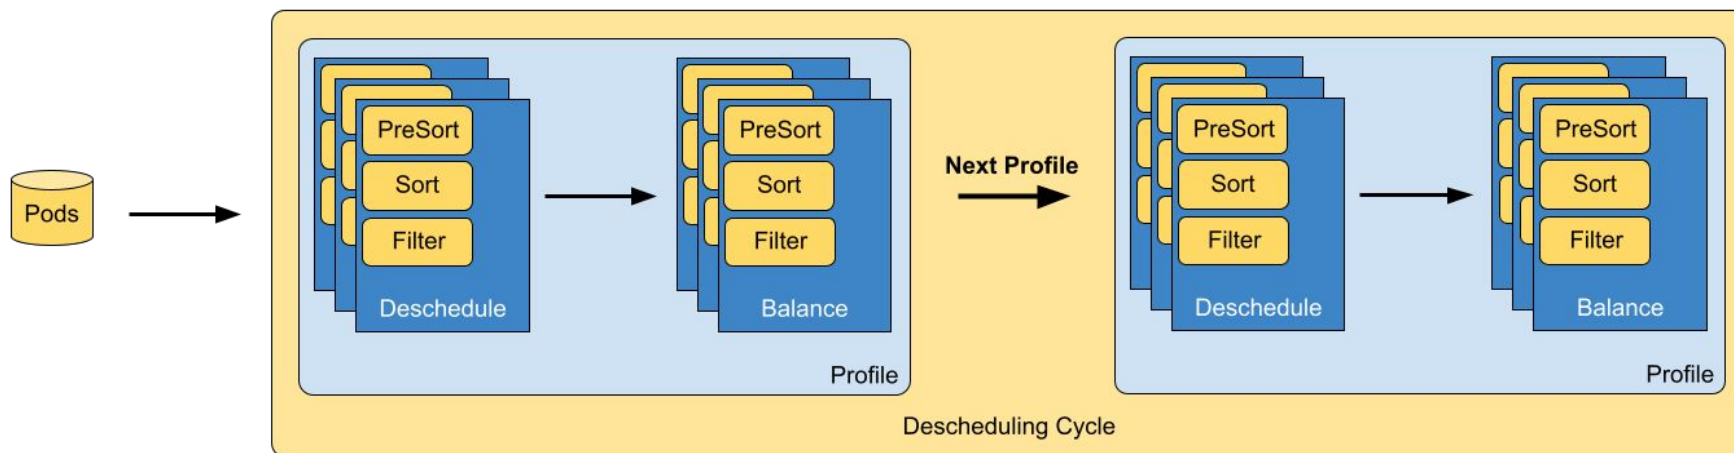 Pods
PreSort
Sort
Filter
Deschedule
PreSort
Sort
Filter
Balance
Profile
Next Profile
PreSort
Sort
Filter
Deschedule
PreSort
Sort
Filter
Balance
Profile
Descheduling Cycle